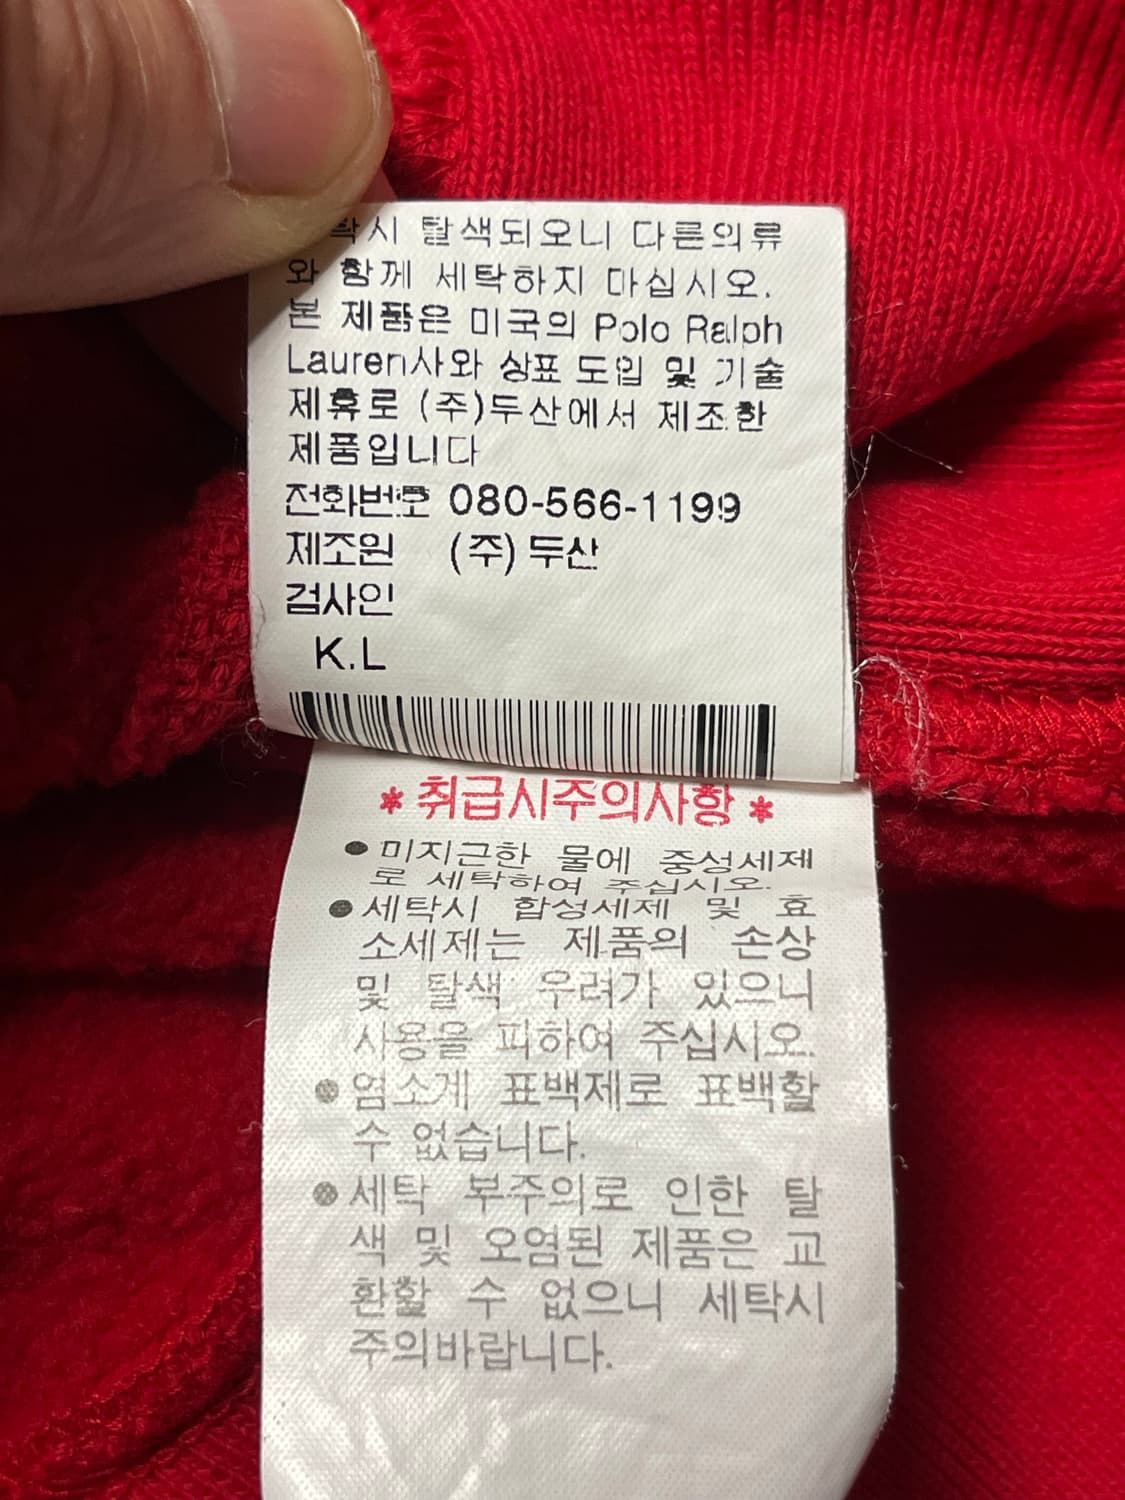 탁시 탈색되오니 다른의류
와 함께 세탁하지 마십시오.
본 제품은 미국의 Polo Ralph
Lauren사와 상표 도입 및 기술
제휴로 (주)두산에서 제조한
제품입니다
전화번호 080-566-1199
제조원 (주)두산
검사인
K.L
* 취급시주의사항 *
● 미지근한 물에 중성세제
로 세탁하여 주십시오.
● 세탁시 합성세제 및 효
소세제는 제품의 손상
및 탈색 우려가 있으니
사용을 피하여 주십시오.
● 염소계 표백제로 표백할
수 없습니다.
● 세탁 부주의로 인한 탈
색 및 오염된 제품은 교
환할 수 없으니 세탁시
주의바랍니다.